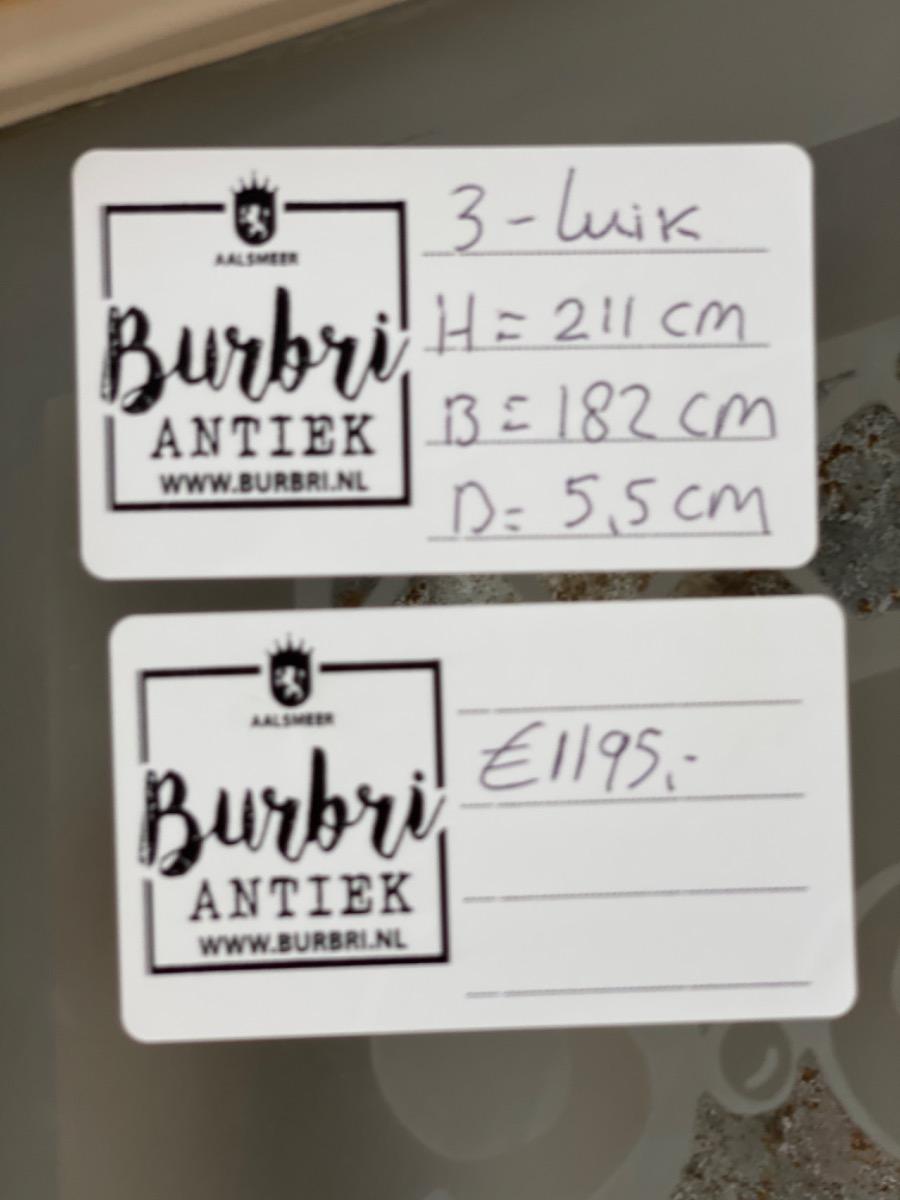 AALSMEER
Burbri
ANTIEK
WWW.BURBRI.NL
3-Luik
H = 211 cm
B = 182 cm
D= 5,5 cm
AALSMEER
Burbri
ANTIEK
WWW.BURBRI.NL
€1195,-